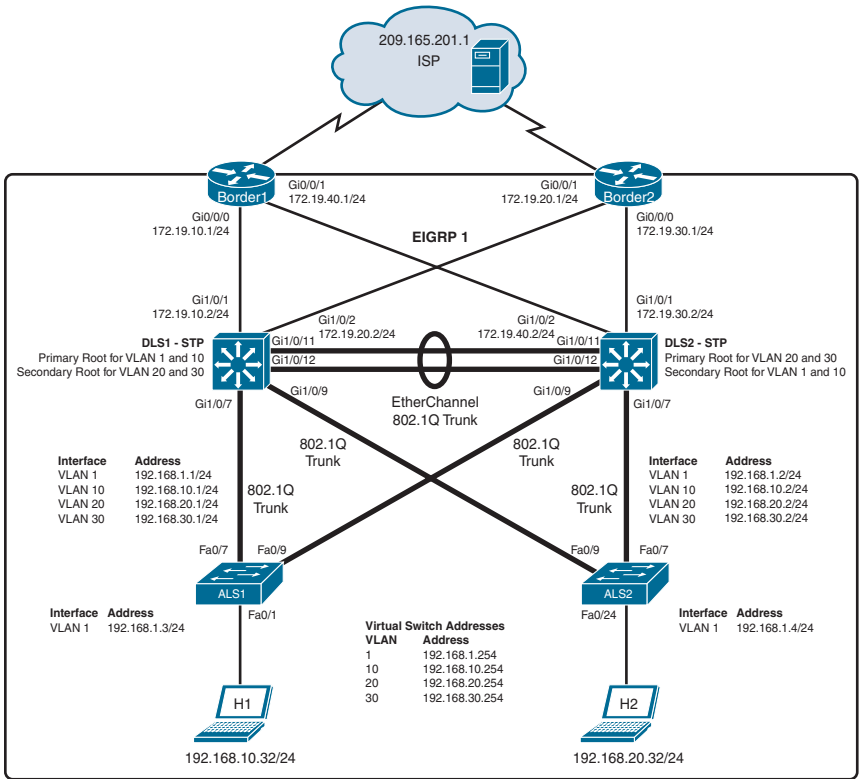 209.165.201.1
ISP
Border1
Border2
Gi0/0/1
172.19.40.1/24
Gi0/0/1
172.19.20.1/24
Gi0/0/0
172.19.10.1/24
Gi0/0/0
172.19.30.1/24
EIGRP 1
Gi1/0/1
172.19.10.2/24
Gi1/0/1
172.19.30.2/24
Gi1/0/2
172.19.20.2/24
Gi1/0/2
172.19.40.2/24
DLS1 - STP
Primary Root for VLAN 1 and 10
Secondary Root for VLAN 20 and 30
Gi1/0/11
Gi1/0/12
Gi1/0/11
Gi1/0/12
DLS2 - STP
Primary Root for VLAN 20 and 30
Secondary Root for VLAN 1 and 10
Gi1/0/7
Gi1/0/9
EtherChannel
802.1Q Trunk
Gi1/0/9
Gi1/0/7
802.1Q
Trunk
802.1Q
Trunk
Interface Address
VLAN 1 192.168.1.1/24
VLAN 10 192.168.10.1/24
VLAN 20 192.168.20.1/24
VLAN 30 192.168.30.1/24
802.1Q
Trunk
802.1Q
Trunk
Interface Address
VLAN 1 192.168.1.2/24
VLAN 10 192.168.10.2/24
VLAN 20 192.168.20.2/24
VLAN 30 192.168.30.2/24
Fa0/7
Fa0/9
Fa0/9
Fa0/7
ALS1
ALS2
Interface Address
VLAN 1 192.168.1.3/24
Fa0/1
Virtual Switch Addresses
VLAN Address
1 192.168.1.254
10 192.168.10.254
20 192.168.20.254
30 192.168.30.254
Fa0/24
Interface Address
VLAN 1 192.168.1.4/24
H1
H2
192.168.10.32/24
192.168.20.32/24